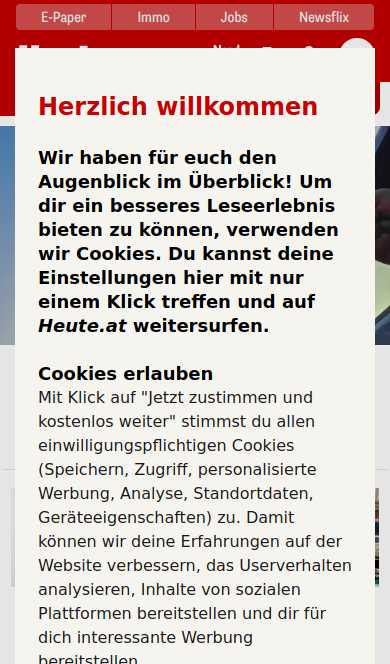 E-Paper Immo Jobs Newsflix
Herzlich willkommen
Wir haben für euch den
Augenblick im Überblick! Um
dir ein besseres Leseerlebnis
bieten zu können, verwenden
wir Cookies. Du kannst deine
Einstellungen hier mit nur
einem Klick treffen und auf
Heute.at weitersurfen.
Cookies erlauben
Mit Klick auf "Jetzt zustimmen und
kostenlos weiter" stimmst du allen
einwilligungspflichtigen Cookies
(Speichern, Zugriff, personalisierte
Werbung, Analyse, Standortdaten,
Geräteeigenschaften) zu. Damit
können wir deine Erfahrungen auf der
Website verbessern, das Userverhalten
analysieren, Inhalte von sozialen
Plattformen bereitstellen und dir für
dich interessante Werbung
bereitstellen